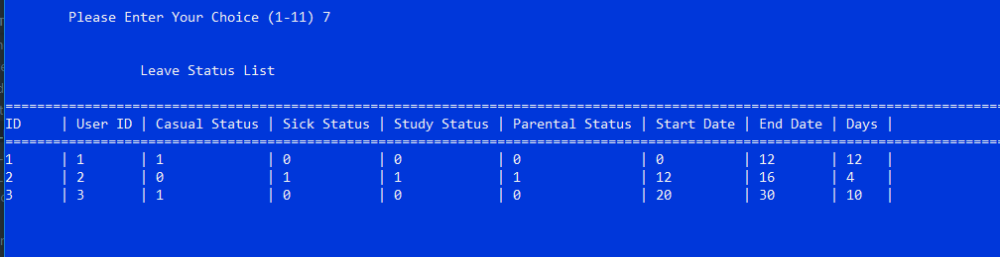 Please Enter Your Choice (1-11) 7
Leave Status List
ID | User ID | Casual Status | Sick Status | Study Status | Parental Status | Start Date | End Date | Days |
1 | 1 | 1 | 0 | 0 | 0 | 0 | 12 | 12 |
2 | 2 | 0 | 1 | 1 | 1 | 12 | 16 | 4 |
3 | 3 | 1 | 0 | 0 | 0 | 20 | 30 | 10 |